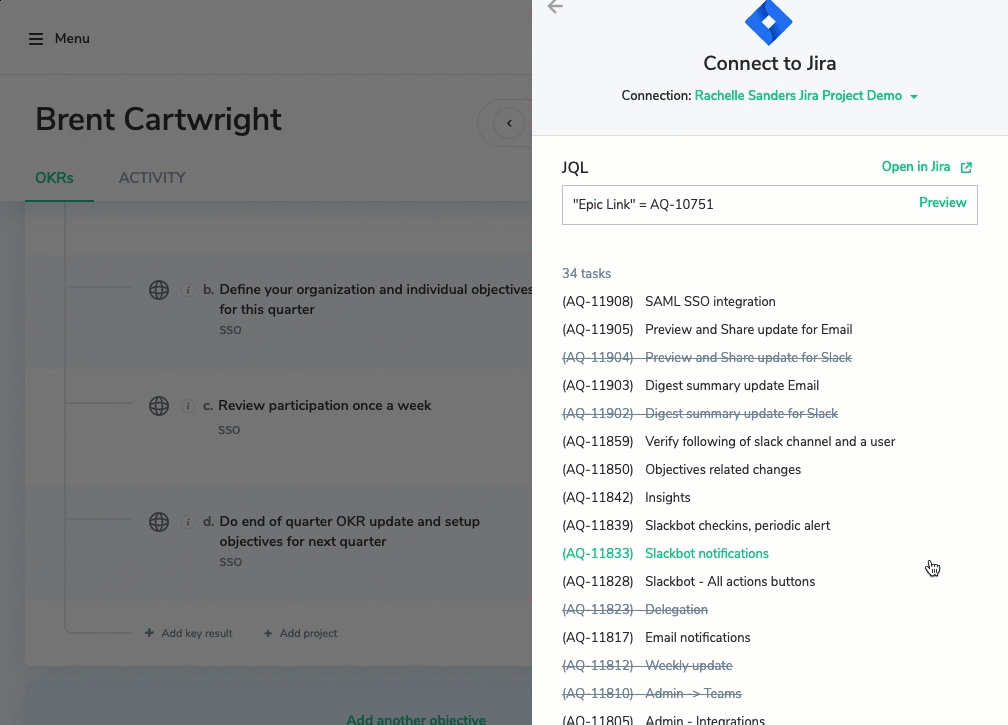 Menu
Brent Cartwright
OKRs
ACTIVITY
b. Define your organization and individual objectives
for this quarter
SSO
c. Review participation once a week
SSO
d. Do end of quarter OKR update and setup
objectives for next quarter
SSO
Add key result
Add project
Add another objective
Connect to Jira
Connection: Rachelle Sanders Jira Project Demo
JQL
Open in Jira
"Epic Link" = AQ-10751
Preview
34 tasks
(AQ-11908) SAML SSO integration
(AQ-11905) Preview and Share update for Email
(AQ-11904) Preview and Share update for Slack
(AQ-11903) Digest summary update Email
(AQ-11902) Digest summary update for Slack
(AQ-11859) Verify following of slack channel and a user
(AQ-11850) Objectives related changes
(AQ-11842) Insights
(AQ-11839) Slackbot checkins, periodic alert
(AQ-11833) Slackbot notifications
(AQ-11828) Slackbot - All actions buttons
(AQ-11823) Delegation
(AQ-11817) Email notifications
(AQ-11812) Weekly update
(AQ-11810) Admin -> Teams
(AQ-11805) Admin - Integrations